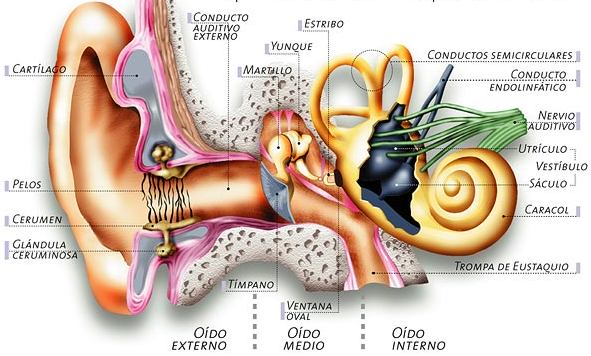 CONDUCTO
AUDITIVO
EXTERNO
ESTRIBO
YUNQUE
MARTILLO
CARTÍLAGO
CONDUCTOS SEMICIRCULARES
CONDUCTO
ENDOLINFÁTICO
NERVIO
AUDITIVO
UTRÍCULO
VESTÍBULO
SÁCULO
CARACOL
PELOS
CERUMEN
GLÁNDULA
CERUMINOSA
TROMPA DE EUSTAQUIO
TÍMPANO
VENTANA
OVAL
OÍDO
EXTERNO
OÍDO
MEDIO
OÍDO
INTERNO